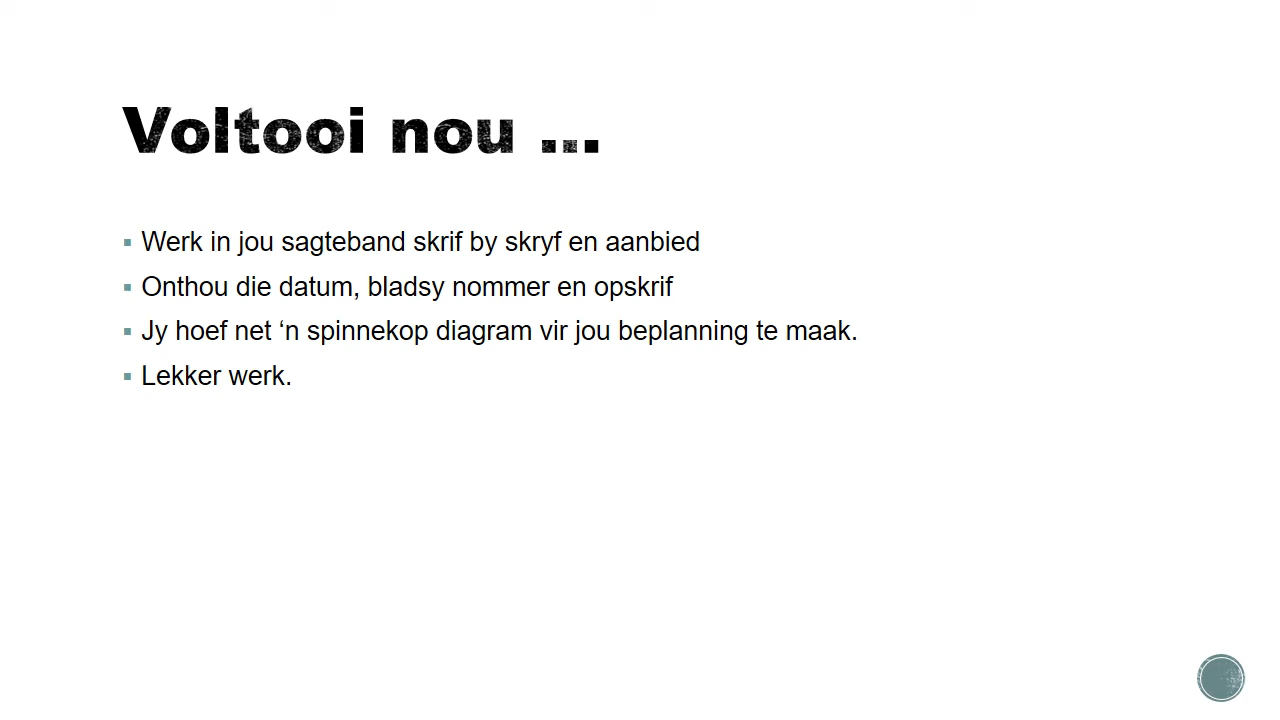 Voltooi nou ...
Werk in jou sagteband skrif by skryf en aanbied
Onthou die datum, bladsy nommer en opskrif
Jy hoef net ‘n spinnekop diagram vir jou beplanning te maak.
Lekker werk.